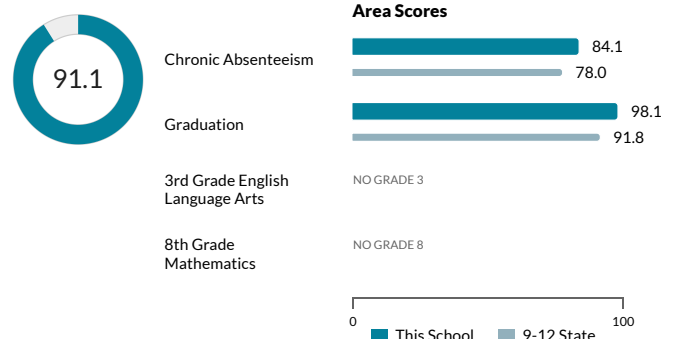 Area Scores
91.1
Chronic Absenteeism
84.1
78.0
Graduation
98.1
91.8
3rd Grade English
Language Arts
NO GRADE 3
8th Grade
Mathematics
NO GRADE 8
0
100
This School
9-12 State